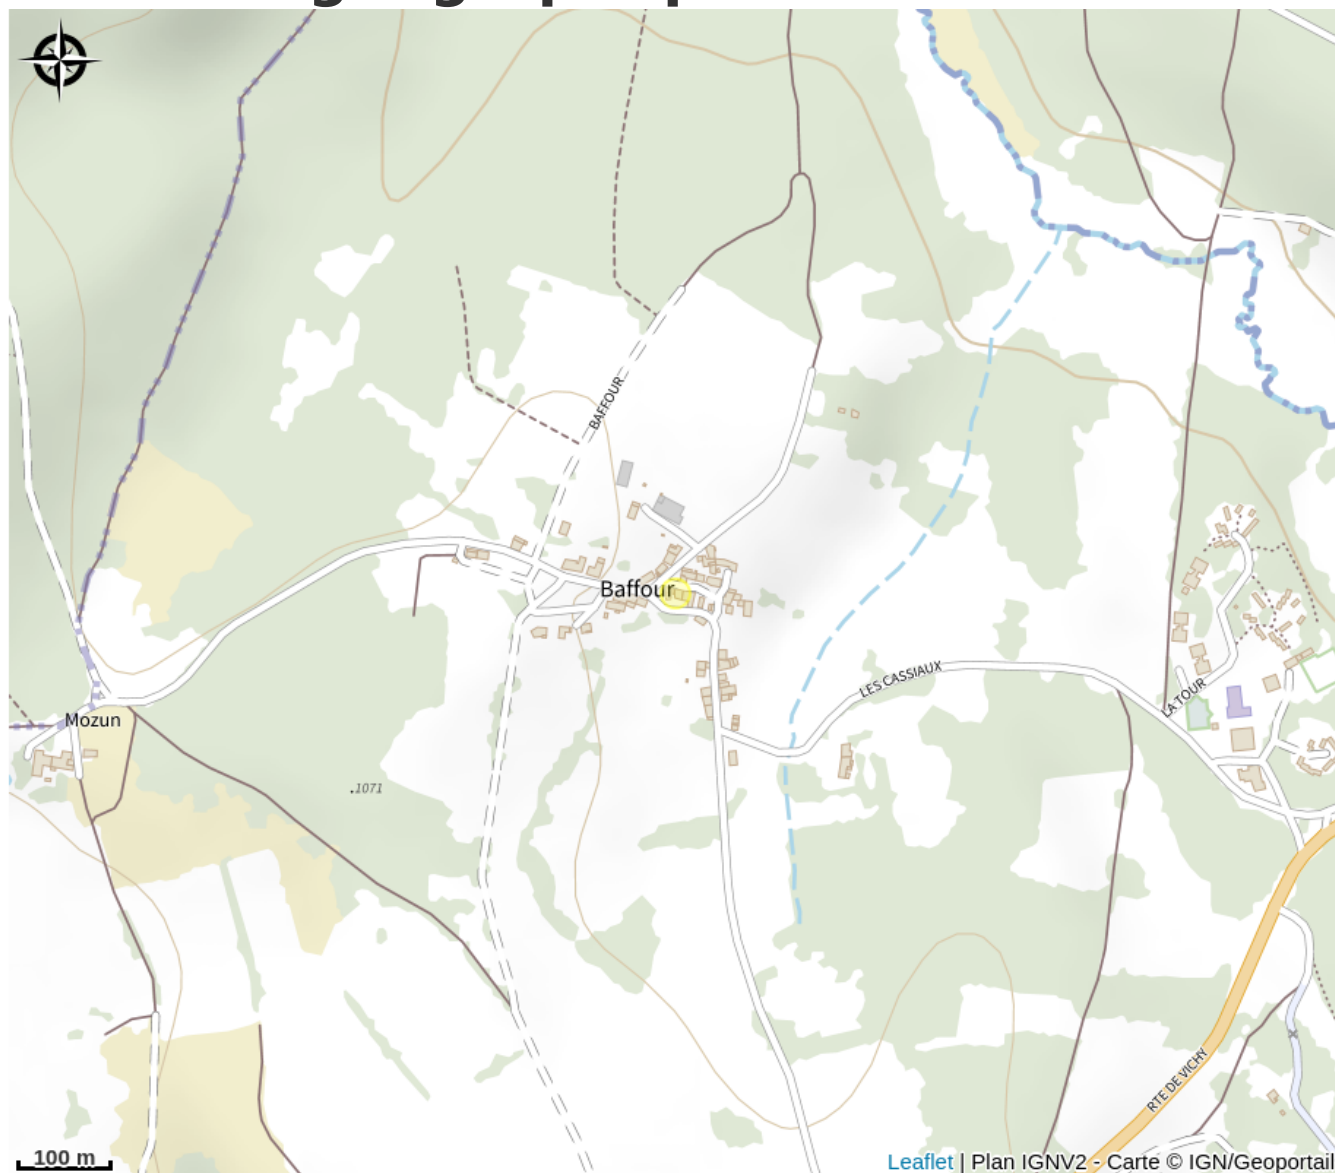 BAFFOUR
Baffour
LES CASSIAUX
LA TOUR
Mozun
.1071
RTE DE VICHY
100 m
Leaflet | Plan IGNV2 - Carte © IGN/Geoportail